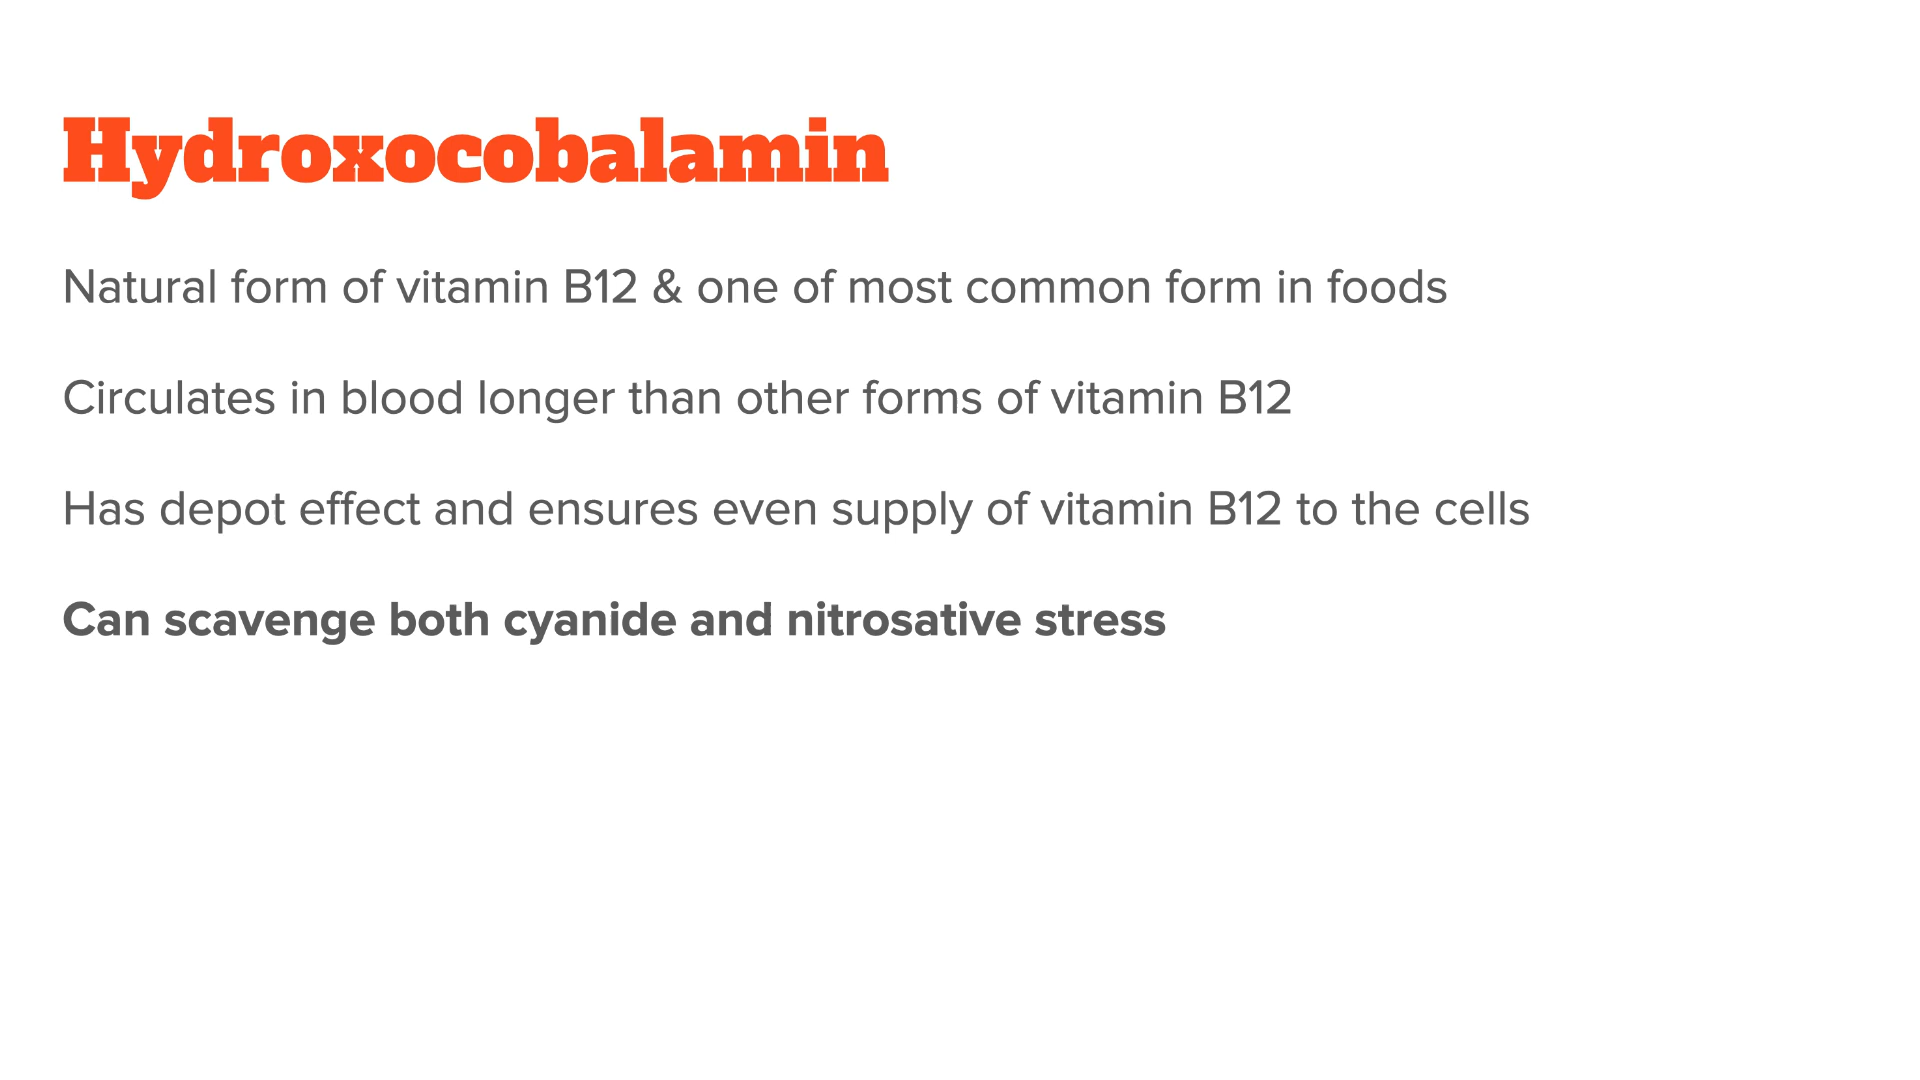 Hydroxocobalamin
Natural form of vitamin B12 & one of most common form in foods
Circulates in blood longer than other forms of vitamin B12
Has depot effect and ensures even supply of vitamin B12 to the cells
Can scavenge both cyanide and nitrosative stress